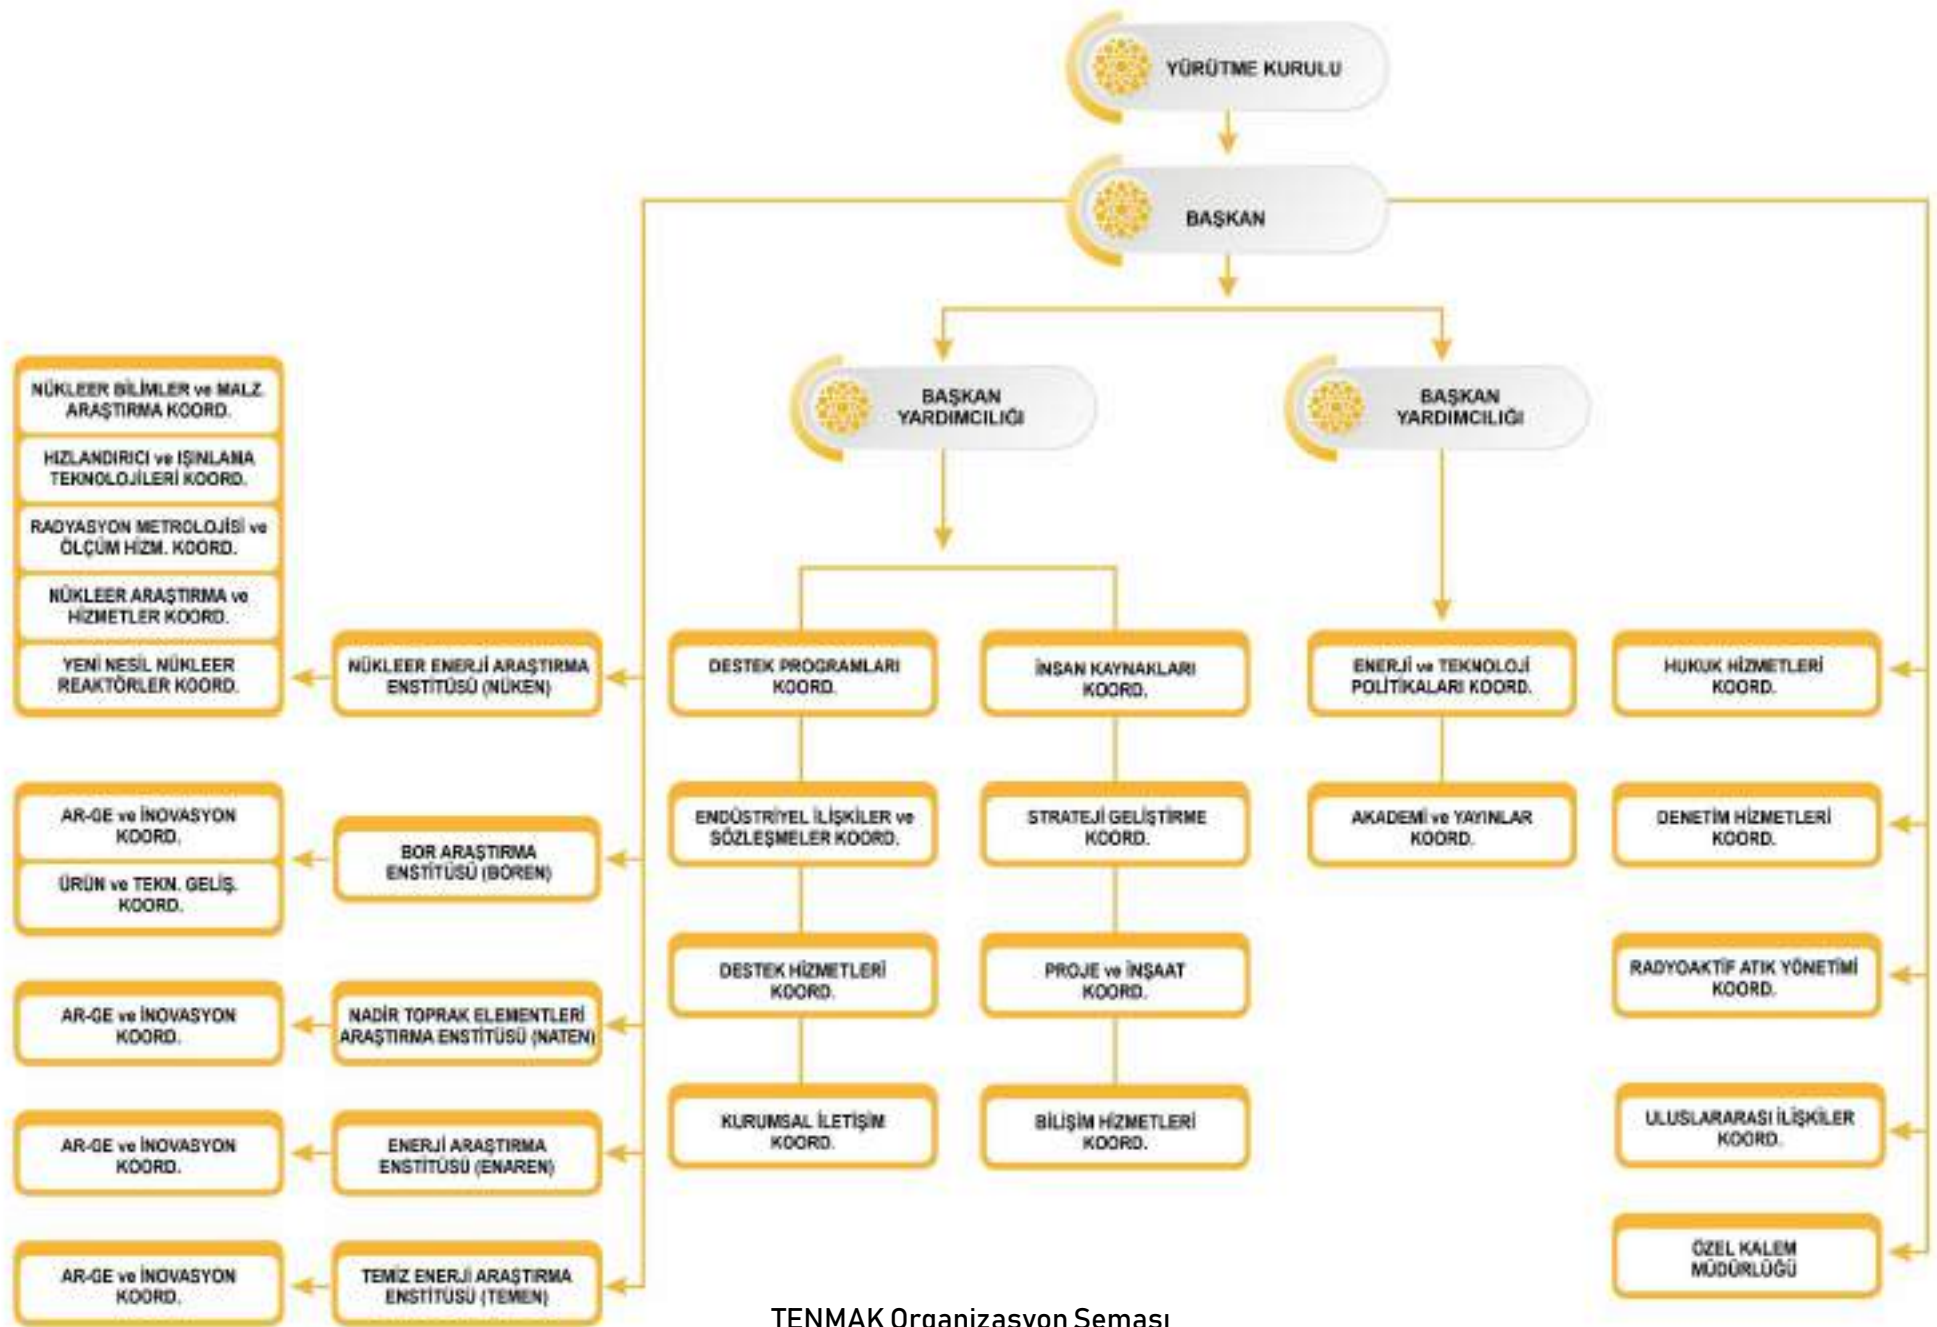 YÜRÜTME KURULU
BAŞKAN
BAŞKAN
YARDIMCILIĞI
BAŞKAN
YARDIMCILIĞI
NÜKLEER BİLİMLER ve MALZ.
ARAŞTIRMA KOORD.
HIZLANDIRICI ve IŞINLAMA
TEKNOLOJİLERİ KOORD.
RADYASYON METROLOJİSİ ve
ÖLÇÜM HİZM. KOORD.
NÜKLEER ARAŞTIRMA ve
HİZMETLER KOORD.
YENİ NESİL NÜKLEER
REAKTÖRLER KOORD.
NÜKLEER ENERJİ ARAŞTIRMA
ENSTİTÜSÜ (NÜKEN)
DESTEK PROGRAMLARI
KOORD.
İNSAN KAYNAKLARI
KOORD.
ENERJİ ve TEKNOLOJİ
POLİTİKALARI KOORD.
HUKUK HİZMETLERİ
KOORD.
AR-GE ve İNOVASYON
KOORD.
ÜRÜN ve TEKN. GELİŞ.
KOORD.
BOR ARAŞTIRMA
ENSTİTÜSÜ (BOREN)
ENDÜSTRİYEL İLİŞKİLER ve
SÖZLEŞMELER KOORD.
STRATEJİ GELİŞTİRME
KOORD.
AKADEMİ ve YAYINLAR
KOORD.
DENETİM HİZMETLERİ
KOORD.
AR-GE ve İNOVASYON
KOORD.
NADİR TOPRAK ELEMENTLERİ
ARAŞTIRMA ENSTİTÜSÜ (NATEN)
DESTEK HİZMETLERİ
KOORD.
PROJE ve İNŞAAT
KOORD.
RADYOAKTİF ATIK YÖNETİMİ
KOORD.
AR-GE ve İNOVASYON
KOORD.
ENERJİ ARAŞTIRMA
ENSTİTÜSÜ (ENAREN)
KURUMSAL İLETİŞİM
KOORD.
BİLİŞİM HİZMETLERİ
KOORD.
ULUSLARARASI İLİŞKİLER
KOORD.
AR-GE ve İNOVASYON
KOORD.
TEMİZ ENERJİ ARAŞTIRMA
ENSTİTÜSÜ (TEMEN)
ÖZEL KALEM
MÜDÜRLÜĞÜ
TENMAK Organizasyon Şeması